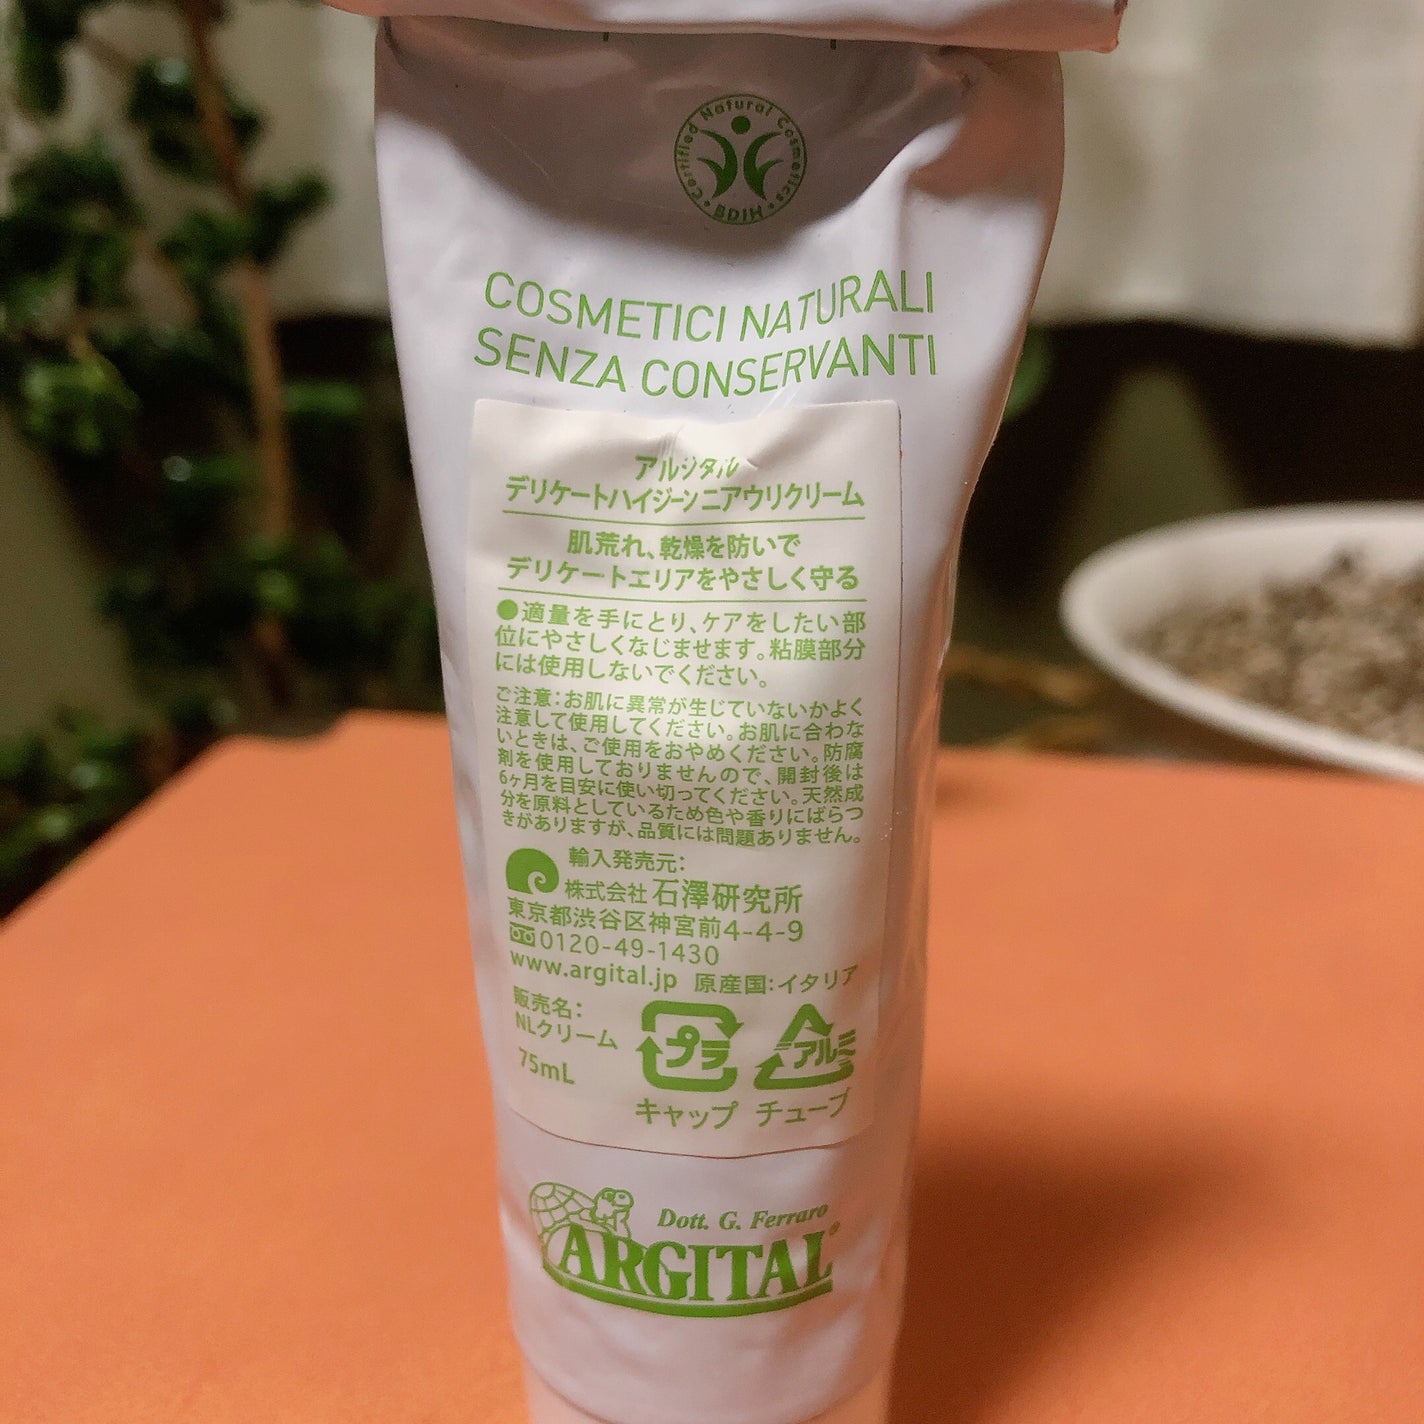 Certified Natural Cosmetics
BDIH
COSMETICI NATURALI
SENZA CONSERVANTI
アルジタル
デリケートハイジーンニアウリクリーム
肌荒れ、乾燥を防いで
デリケートエリアをやさしく守る
●適量を手にとり、ケアをしたい部
位にやさしくなじませます。粘膜部分
には使用しないでください。
ご注意:お肌に異常が生じていないかよく
注意して使用してください。お肌に合わな
いときは、ご使用をおやめください。防腐
剤を使用しておりませんので、開封後は
6ヶ月を目安に使い切ってください。天然成
分を原料としているため色や香りにばらつ
きがありますが、品質には問題ありません。
輸入発売元:
株式会社 石澤研究所
東京都渋谷区神宮前4-4-9
0120-49-1430
www.argital.jp 原産国:イタリア
販売名:
NLクリーム
75mL
プラ アルミ
キャップ チューブ
Dott. G. Ferraro
ARGITAL®